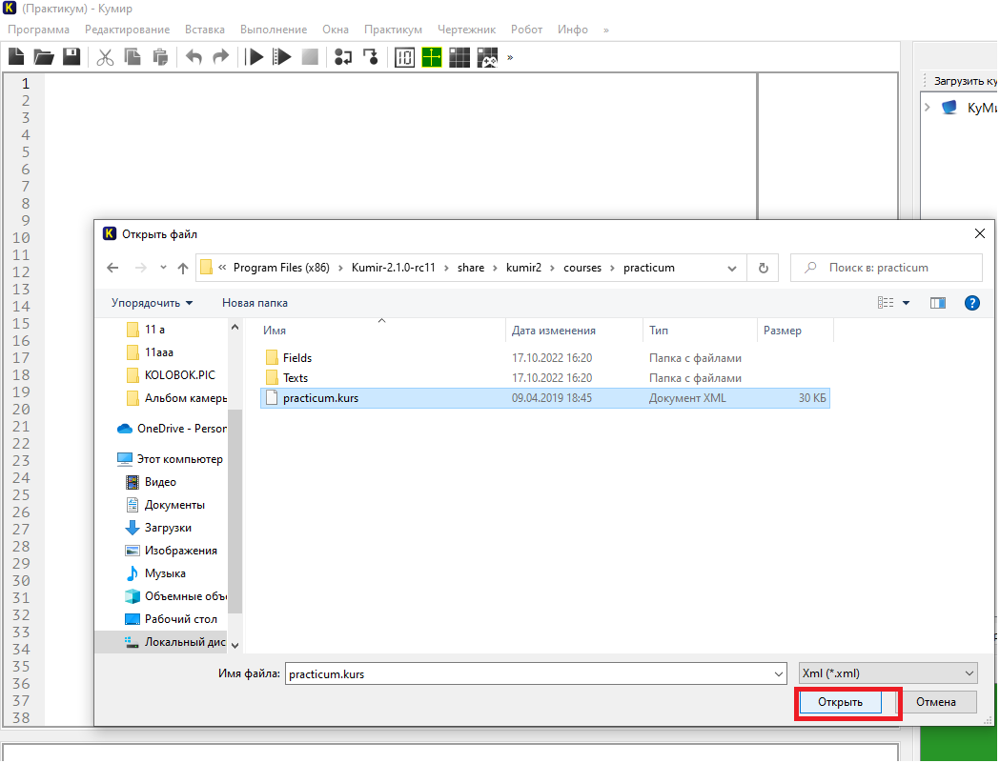 (Практикум) - Кумир
Программа Редактирование Вставка Выполнение Окна Практикум Чертежник Робот Инфо »
»
Загрузить ку
КуМи
1
2
3
4
5
6
7
8
9
10
11
12
13
14
15
16
17
18
19
20
21
22
23
24
25
26
27
28
29
30
31
32
33
34
35
36
37
38
Открыть файл
« Program Files (x86) › Kumir-2.1.0-rc11 › share › kumir2 › courses › practicum
Поиск в: practicum
Упорядочить Новая папка
11 а
11ааа
KOLOBOK.PIC
Альбом камеры
OneDrive - Person
Этот компьютер
Видео
Документы
Загрузки
Изображения
Музыка
Объемные объе
Рабочий стол
Локальный дис
Имя Дата изменения Тип Размер
Fields 17.10.2022 16:20 Папка с файлами
Texts 17.10.2022 16:20 Папка с файлами
practicum.kurs 09.04.2019 18:45 Документ XML 30 КБ
Имя файла: practicum.kurs Xml (*.xml)
Открыть Отмена